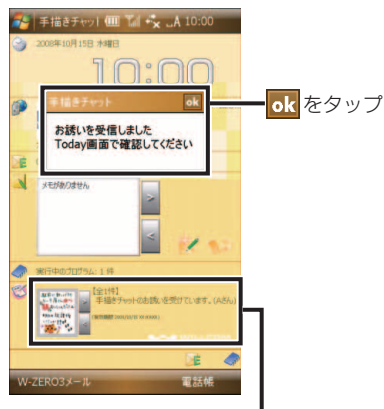 手描きチャッ
10:00
2008年10月15日 水曜日
10:00
手描きチャット
ok
お誘いを受信しました
Today画面で確認してください
ok をタップ
メモがありません
実行中のプログラム: 1 件
【全1件】
手描きチャットのお誘いを受けています。(Aさん)
W-ZERO3メール
電話帳